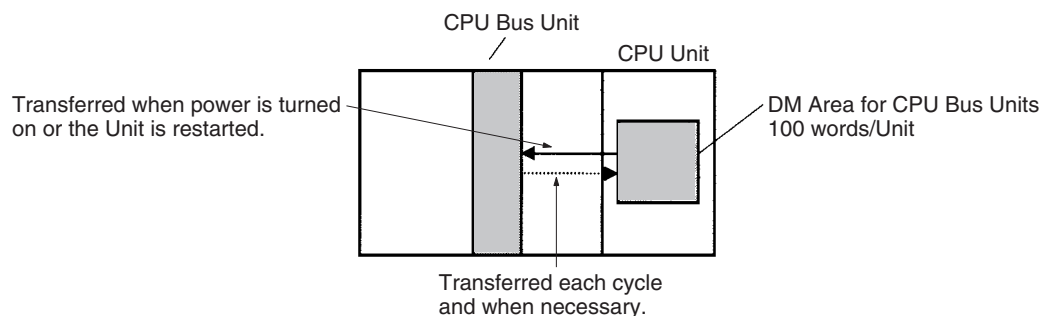 CPU Bus Unit
CPU Unit
Transferred when power is turned
on or the Unit is restarted.
DM Area for CPU Bus Units
100 words/Unit
Transferred each cycle
and when necessary.